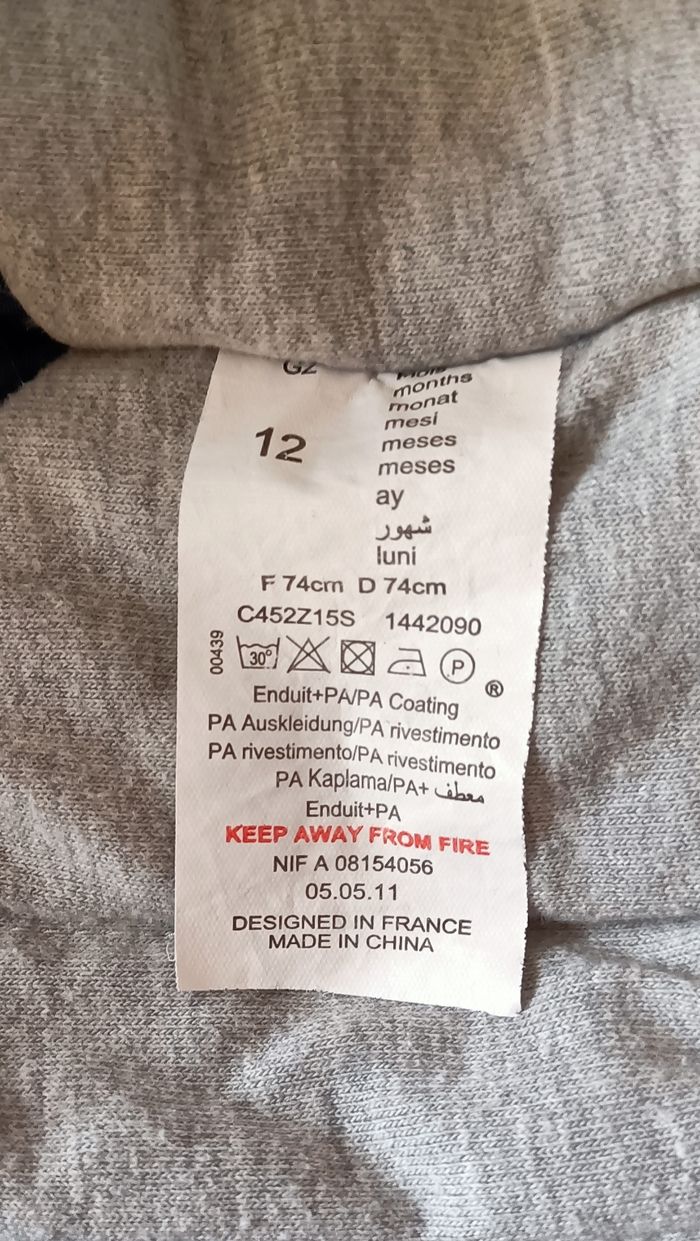 months
monat
mesi
12 meses
meses
ay
شهور
luni
F 74cm D 74cm
C452Z15S 1442090
00439
30°
P
®
Enduit+PA/PA Coating
PA Auskleidung/PA rivestimento
PA rivestimento/PA rivestimento
PA Kaplama/PA+ معطف
Enduit+PA
KEEP AWAY FROM FIRE
NIF A 08154056
05.05.11
DESIGNED IN FRANCE
MADE IN CHINA